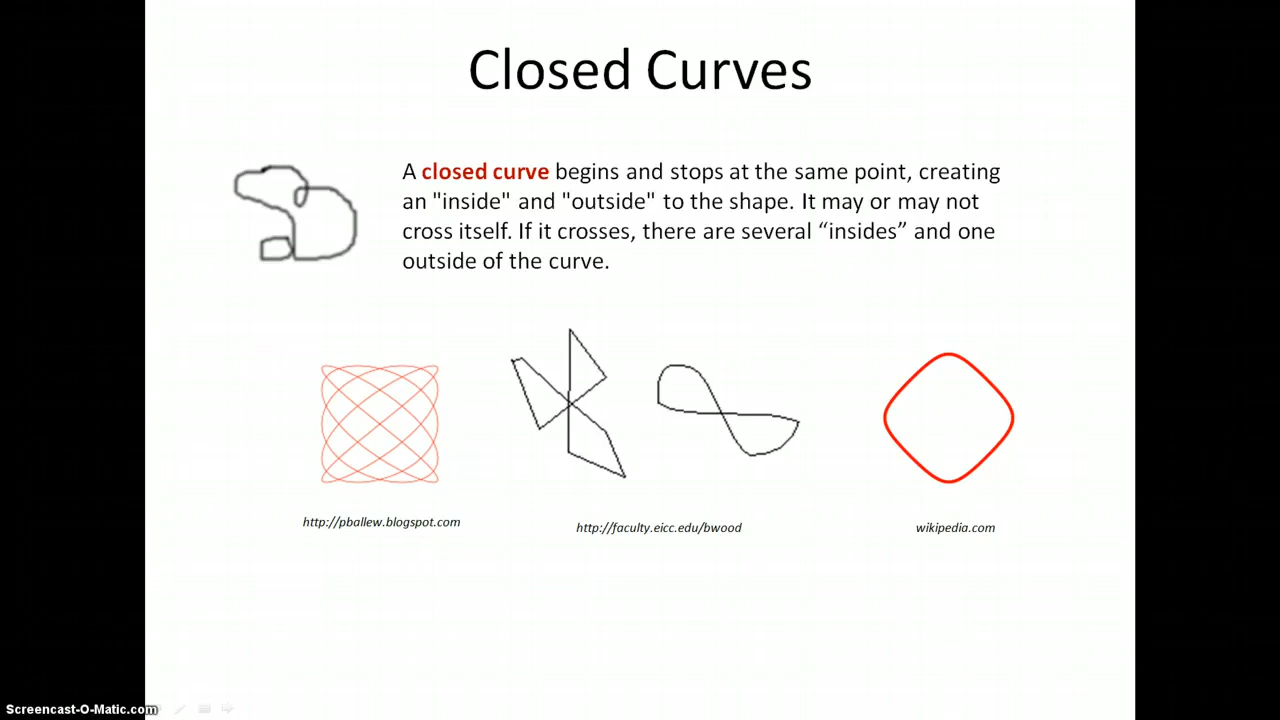 Closed Curves
A closed curve begins and stops at the same point, creating
an "inside" and "outside" to the shape. It may or may not
cross itself. If it crosses, there are several “insides” and one
outside of the curve.
http://pballew.blogspot.com
http://faculty.eicc.edu/bwood
wikipedia.com
Screencast-O-Matic.com